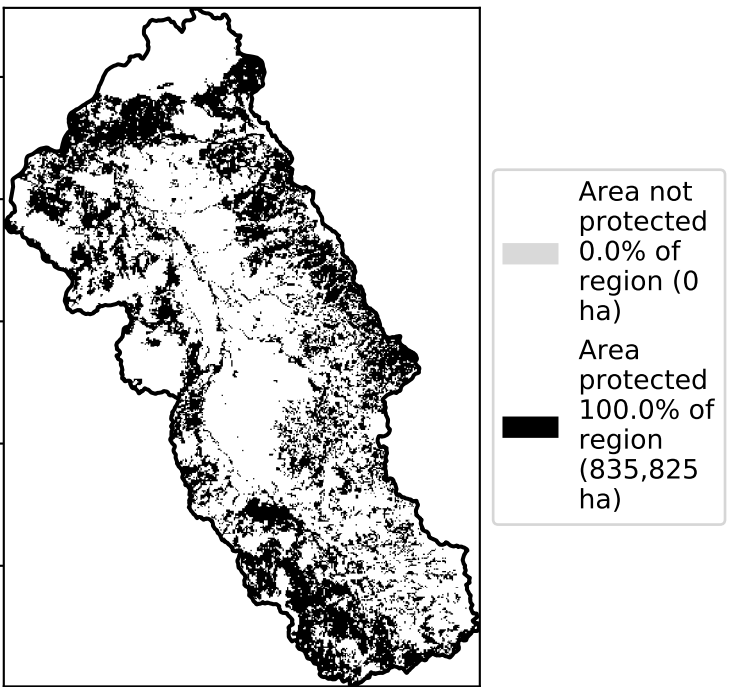 Area not
protected
0.0% of
region (0
ha)
Area
protected
100.0% of
region
(835,825
ha)